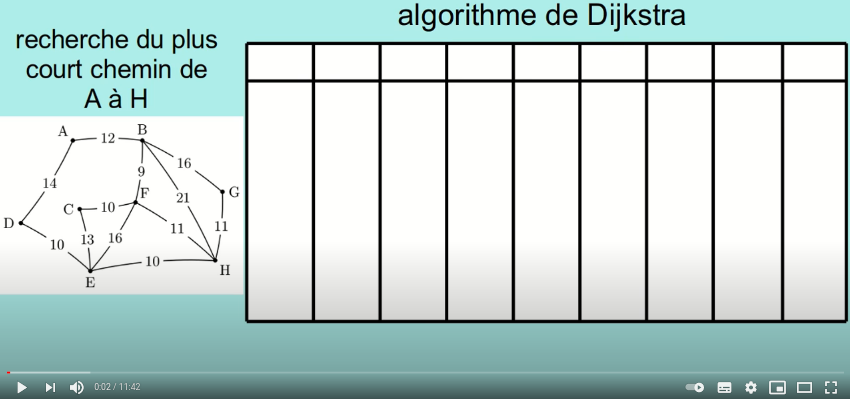 algorithme de Dijkstra
recherche du plus
court chemin de
A à H
A
12
B
16
14
9
F
21
G
C
10
D
10
13
16
11
11
10
E
H
0:02 / 11:42